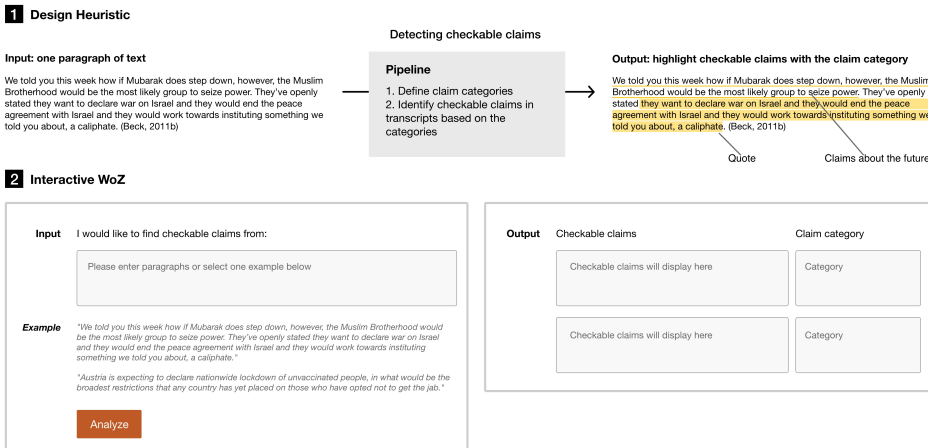 1 Design Heuristic
Detecting checkable claims
Input: one paragraph of text
We told you this week how if Mubarak does step down, however, the Muslim
Brotherhood would be the most likely group to seize power. They've openly
stated they want to declare war on Israel and they would end the peace
agreement with Israel and they would work towards instituting something we
told you about, a caliphate. (Beck, 2011b)
Pipeline
1. Define claim categories
2. Identify checkable claims in
transcripts based on the
categories
Output: highlight checkable claims with the claim category
We told you this week how if Mubarak does step down, however, the Muslim
Brotherhood would be the most likely group to seize power. They've openly
stated they want to declare war on Israel and they would end the peace
agreement with Israel and they would work towards instituting something we
told you about, a caliphate. (Beck, 2011b)
Quote
Claims about the future
2 Interactive WoZ
Input
I would like to find checkable claims from:
Please enter paragraphs or select one example below
Example
"We told you this week how if Mubarak does step down, however, the Muslim Brotherhood would
be the most likely group to seize power. They've openly stated they want to declare war on Israel
and they would end the peace agreement with Israel and they would work towards instituting
something we told you about, a caliphate."
"Austria is expecting to declare nationwide lockdown of unvaccinated people, in what would be the
broadest restrictions that any country has yet placed on those who have opted not to get the jab."
Analyze
Output
Checkable claims
Claim category
Checkable claims will display here
Category
Checkable claims will display here
Category